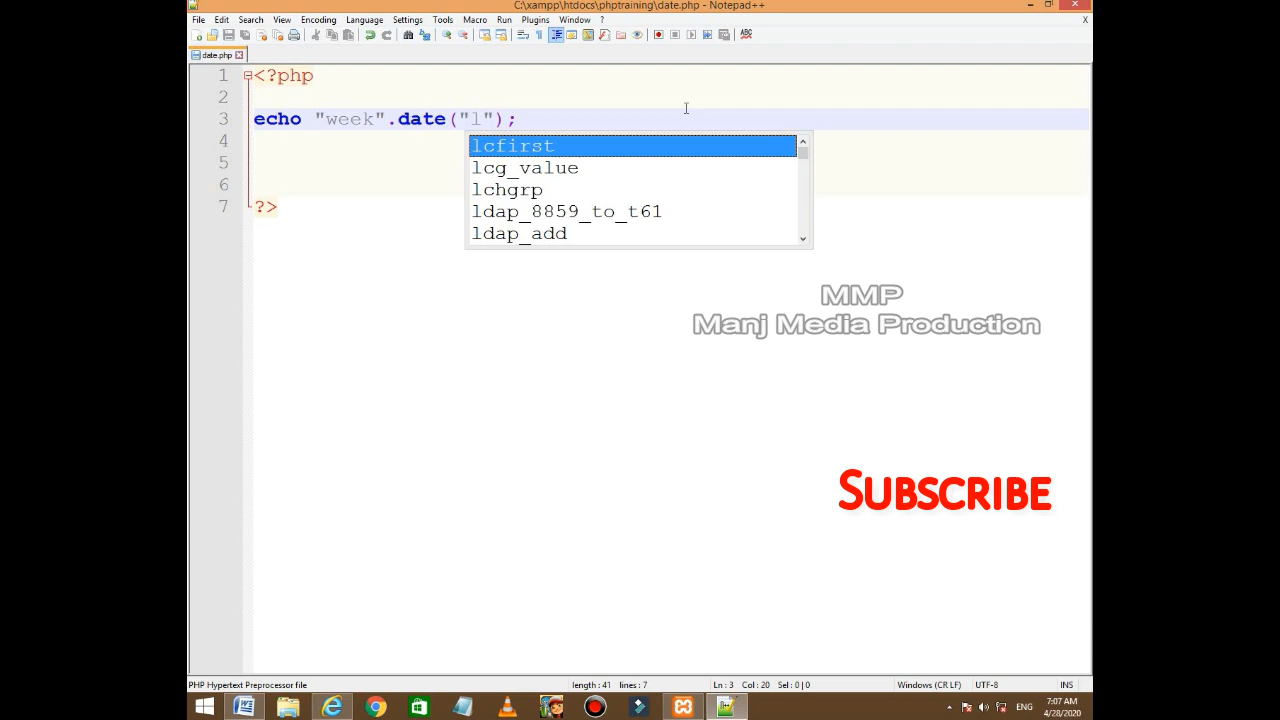 C:\xampp\htdocs\phptraining\date.php - Notepad++
File Edit Search View Encoding Language Settings Tools Macro Run Plugins Window ? X
date.php
1 <?php
2
3 echo "week".date("l");
4 lcfirst
5 lcg_value
6 lchgrp
7 ?> ldap_8859_to_t61
ldap_add
MMP
Manj Media Production
SUBSCRIBE
PHP Hypertext Preprocessor file length : 41 lines : 7 Ln : 3 Col : 20 Sel : 0 | 0 Windows (CR LF) UTF-8 INS
ENG 7:07 AM
4/28/2020